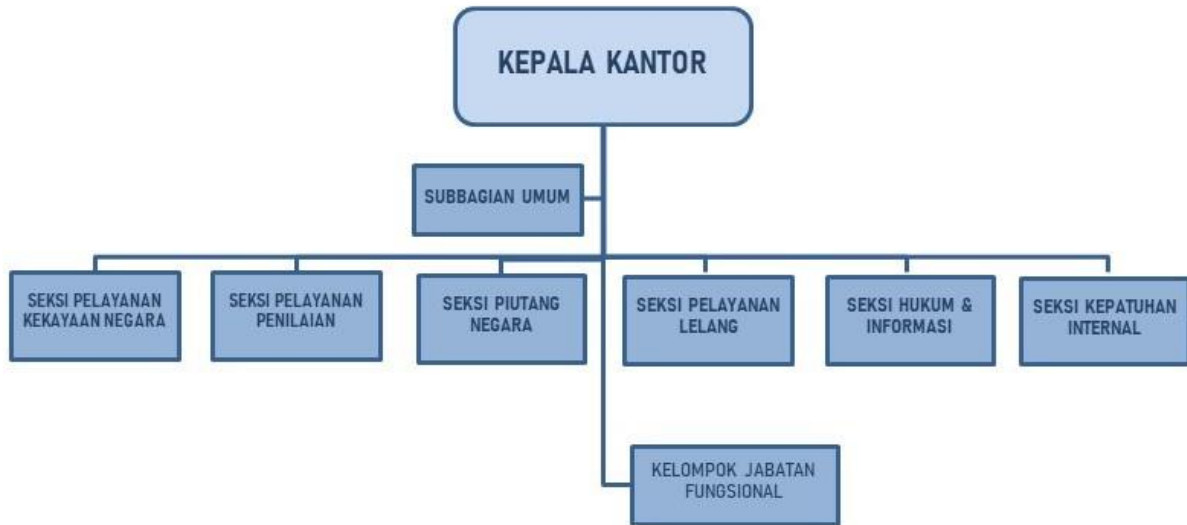 KEPALA KANTOR
SUBBAGIAN UMUM
SEKSI PELAYANAN
KEKAYAAN NEGARA
SEKSI PELAYANAN
PENILAIAN
SEKSI PIUTANG
NEGARA
SEKSI PELAYANAN
LELANG
SEKSI HUKUM &
INFORMASI
SEKSI KEPATUHAN
INTERNAL
KELOMPOK JABATAN
FUNGSIONAL